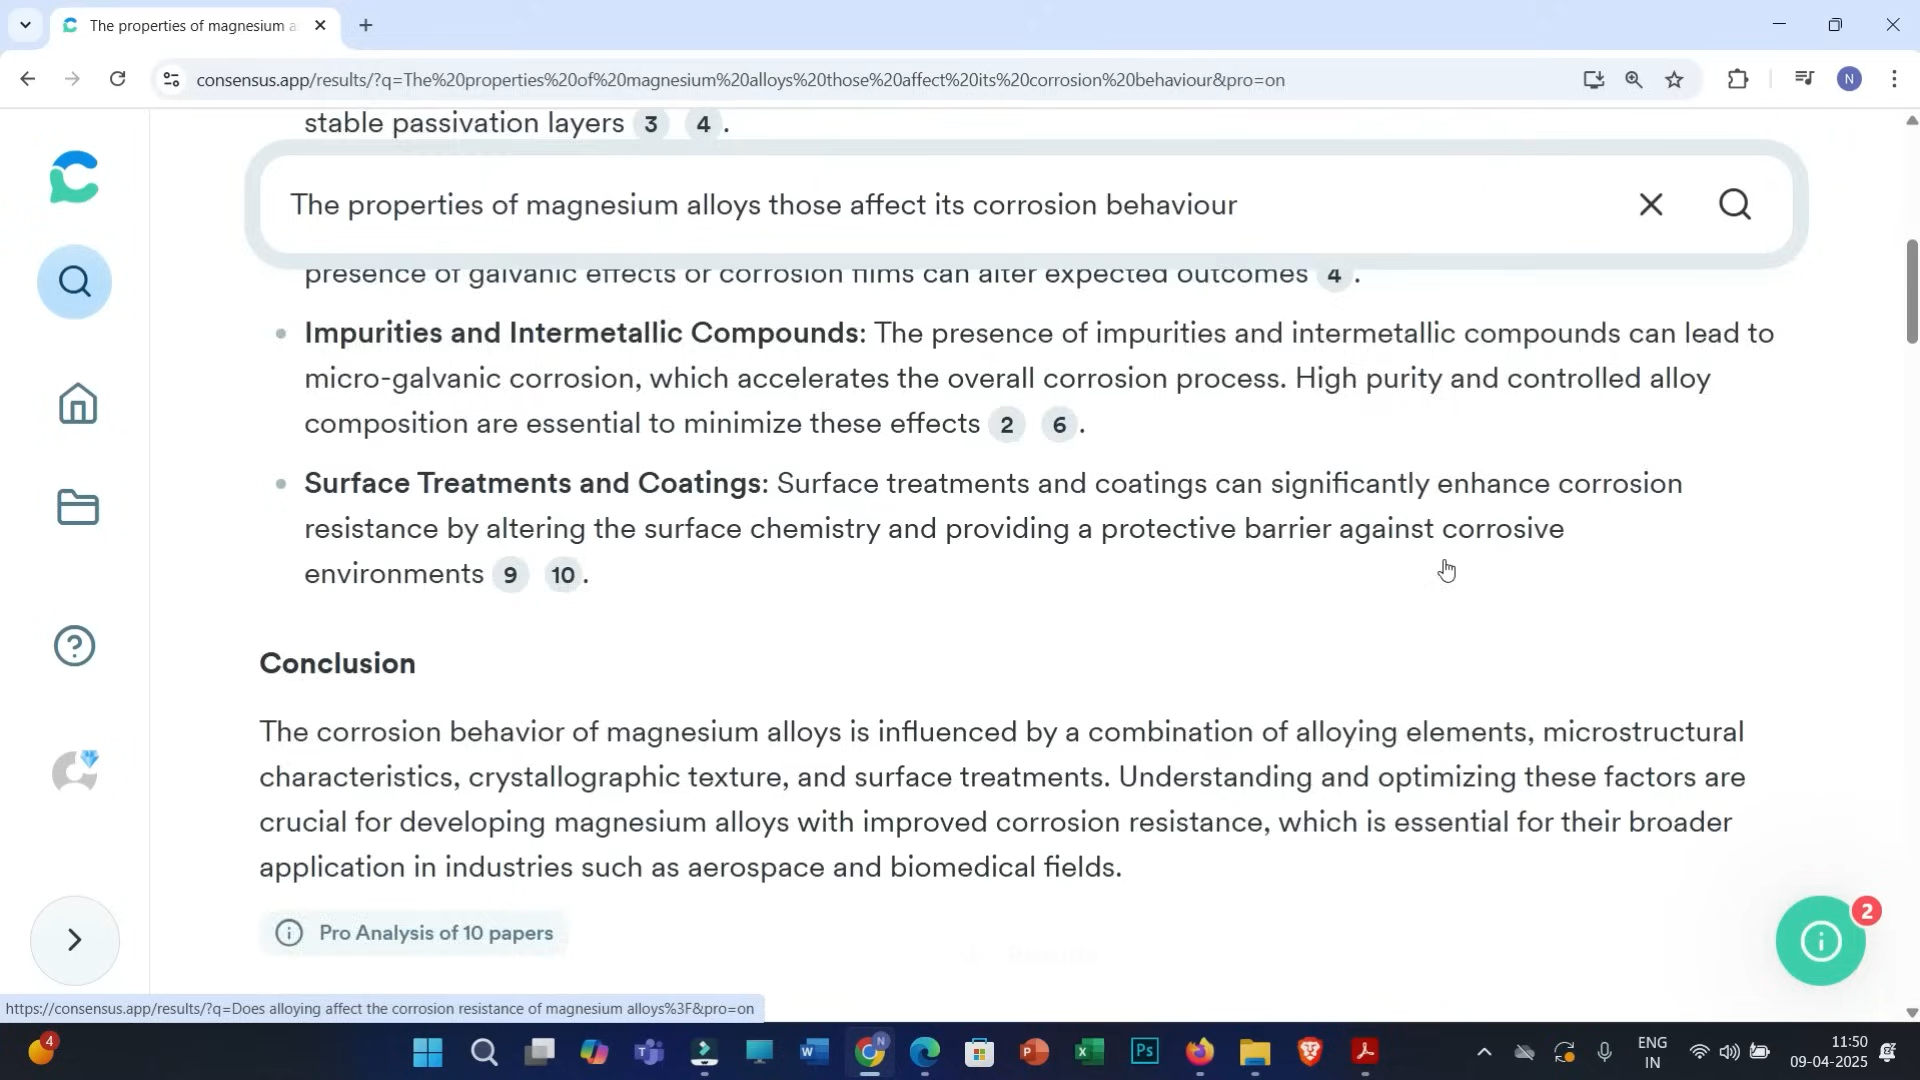 The properties of magnesium a
consensus.app/results/?q=The%20properties%20of%20magnesium%20alloys%20those%20affect%20its%20corrosion%20behaviour&pro=on
N
stable passivation layers 3 4 .
The properties of magnesium alloys those affect its corrosion behaviour
presence of galvanic effects or corrosion films can alter expected outcomes 4 .
Impurities and Intermetallic Compounds: The presence of impurities and intermetallic compounds can lead to
micro-galvanic corrosion, which accelerates the overall corrosion process. High purity and controlled alloy
composition are essential to minimize these effects 2 6 .
Surface Treatments and Coatings: Surface treatments and coatings can significantly enhance corrosion
resistance by altering the surface chemistry and providing a protective barrier against corrosive
environments 9 10 .
Conclusion
The corrosion behavior of magnesium alloys is influenced by a combination of alloying elements, microstructural
characteristics, crystallographic texture, and surface treatments. Understanding and optimizing these factors are
crucial for developing magnesium alloys with improved corrosion resistance, which is essential for their broader
application in industries such as aerospace and biomedical fields.
Pro Analysis of 10 papers
2
https://consensus.app/results/?q=Does alloying affect the corrosion resistance of magnesium alloys%3F&pro=on
4
ENG
IN
11:50
09-04-2025